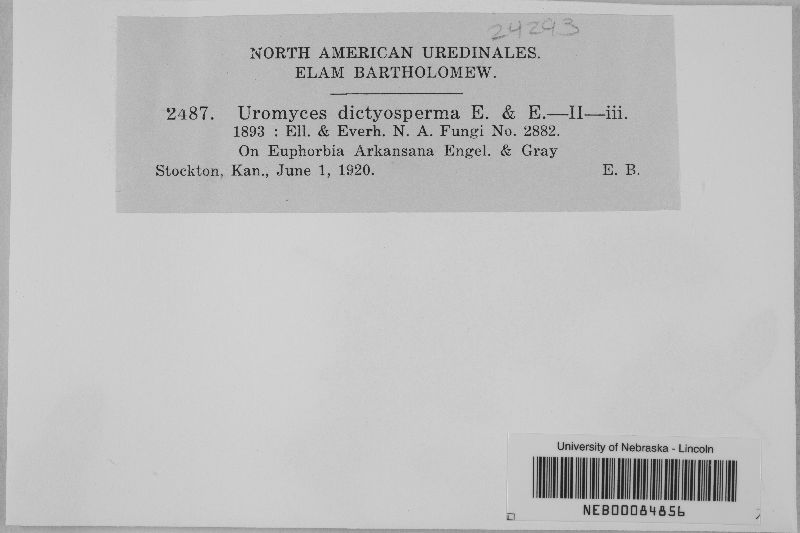 24293
NORTH AMERICAN UREDINALES.
ELAM BARTHOLOMEW.
2487. Uromyces dictyosperma E. & E.—II—iii.
1893 : Ell. & Everh. N. A. Fungi No. 2882.
On Euphorbia Arkansana Engel. & Gray
Stockton, Kan., June 1, 1920. E. B.
University of Nebraska - Lincoln
NEB00084856